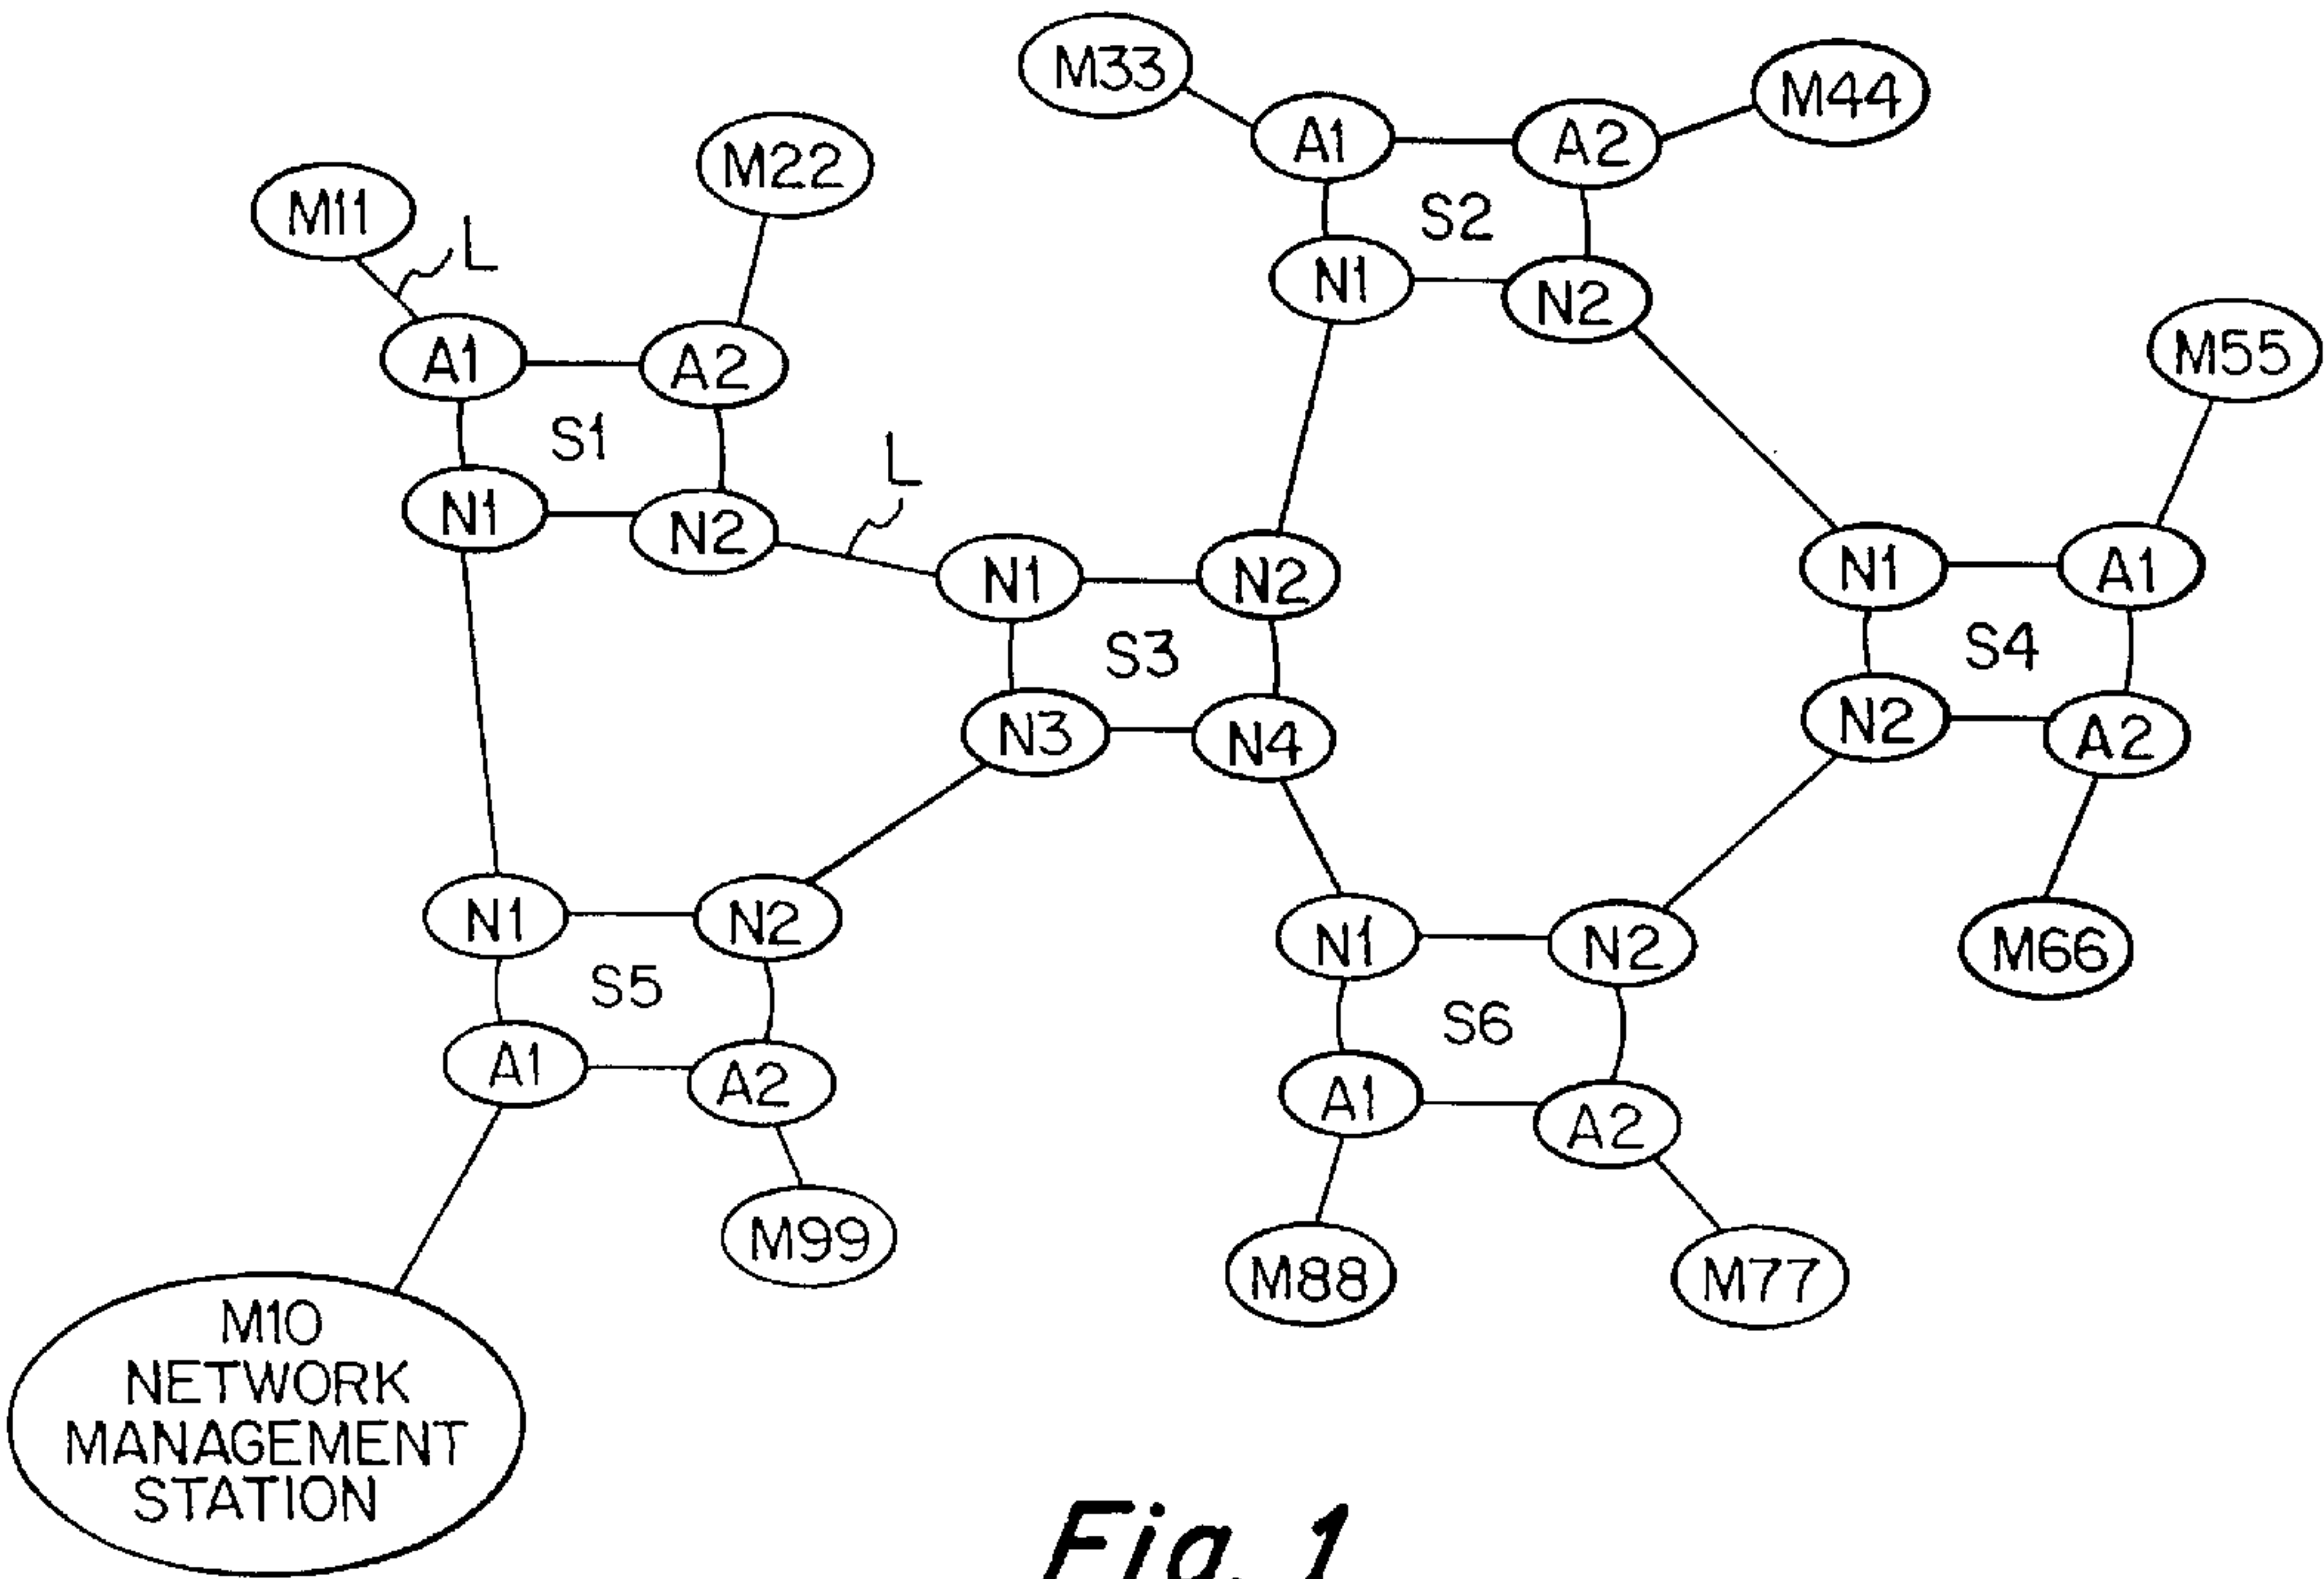 M33
M44
A1
A2
M22
M11
S2
L
N1
N2
A1
A2
M55
S1
L
N1
N2
N1
N2
N1
A1
S3
S4
N3
N4
N2
A2
N1
N2
N1
N2
M66
S5
S6
A1
A2
A1
A2
M99
M88
M77
M10
NETWORK
MANAGEMENT
STATION
Fig. 1